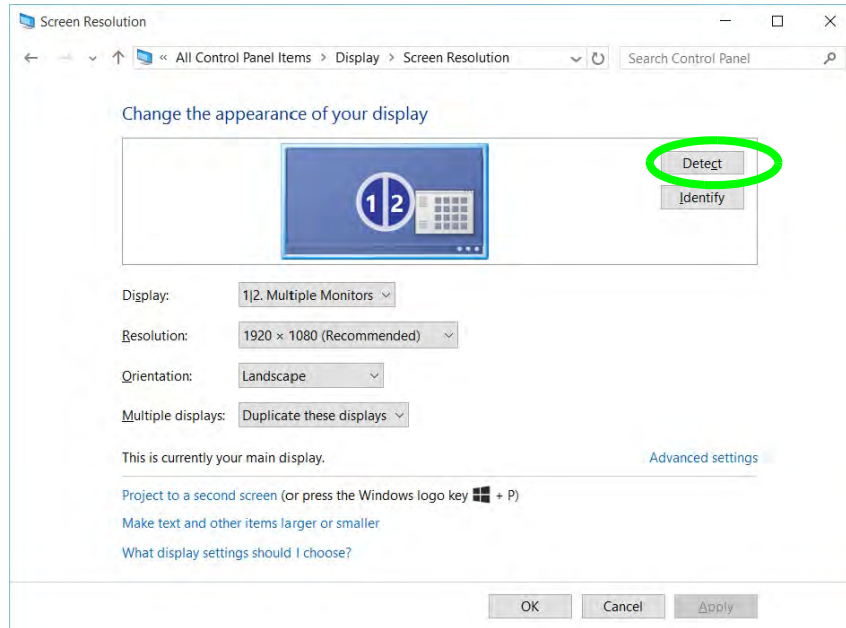 Screen Resolution
« All Control Panel Items > Display > Screen Resolution
Search Control Panel
Change the appearance of your display
1 2
Detect
Identify
Display: 1|2. Multiple Monitors
Resolution: 1920 × 1080 (Recommended)
Orientation: Landscape
Multiple displays: Duplicate these displays
This is currently your main display. Advanced settings
Project to a second screen (or press the Windows logo key + P)
Make text and other items larger or smaller
What display settings should I choose?
OK Cancel Apply